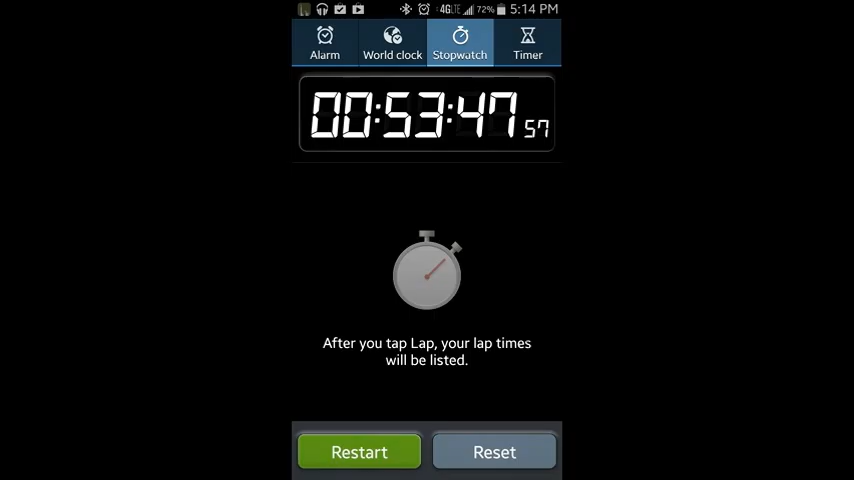 4GLTE 72% 5:14 PM
Alarm World clock Stopwatch Timer
00:53:47 57
After you tap Lap, your lap times
will be listed.
Restart Reset